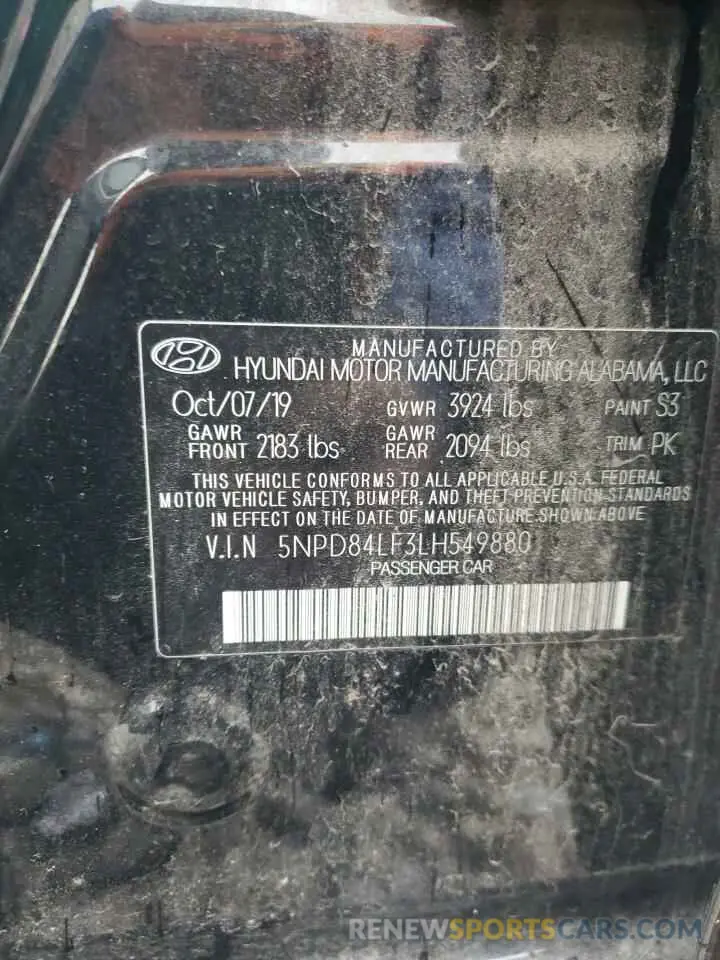 MANUFACTURED BY
HYUNDAI MOTOR MANUFACTURING ALABAMA, LLC
Oct/07/19 GVWR 3924 lbs PAINT S3
GAWR FRONT 2183 lbs GAWR REAR 2094 lbs TRIM PK
THIS VEHICLE CONFORMS TO ALL APPLICABLE U.S.A. FEDERAL
MOTOR VEHICLE SAFETY, BUMPER, AND THEFT PREVENTION STANDARDS
IN EFFECT ON THE DATE OF MANUFACTURE SHOWN ABOVE
V.I.N 5NPD84LF3LH549880
PASSENGER CAR
RENEWSPORTSCARS.COM